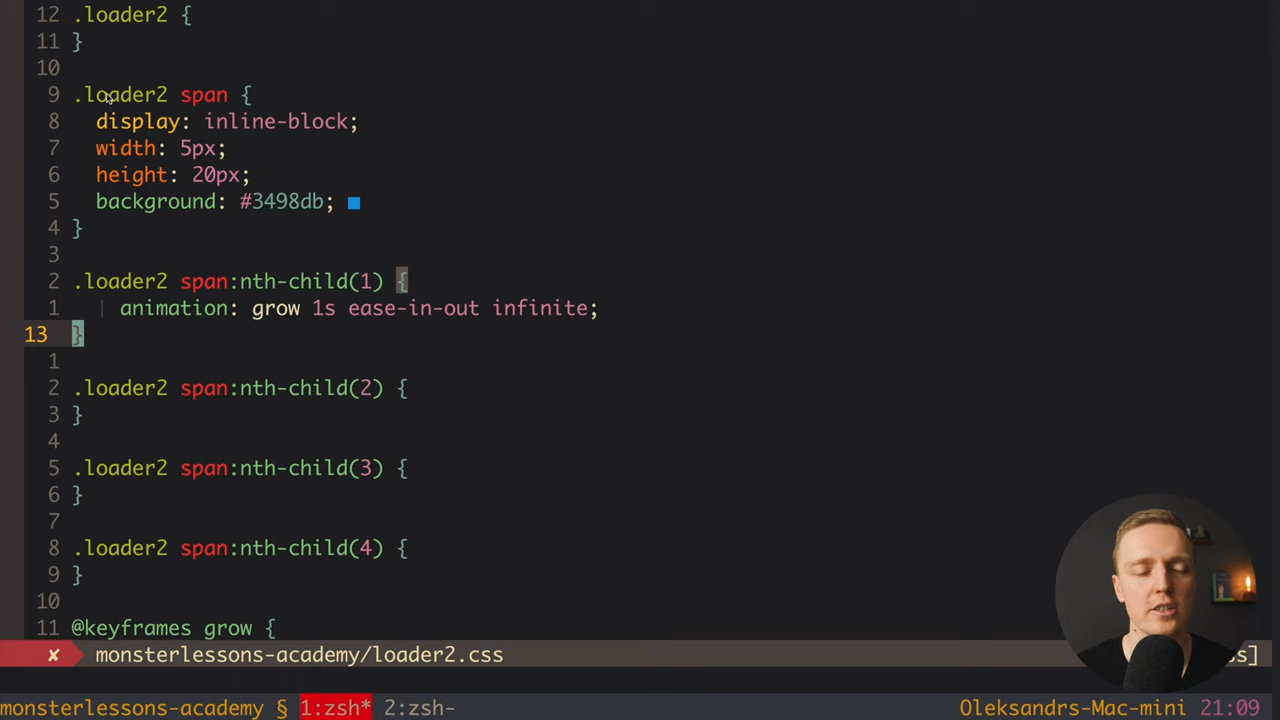 12 .loader2 {
11 }
10
9 .loader2 span {
8 display: inline-block;
7 width: 5px;
6 height: 20px;
5 background: #3498db;
4 }
3
2 .loader2 span:nth-child(1) {
1 animation: grow 1s ease-in-out infinite;
13 }
1
2 .loader2 span:nth-child(2) {
3 }
4
5 .loader2 span:nth-child(3) {
6 }
7
8 .loader2 span:nth-child(4) {
9 }
10
11 @keyframes grow {
✘ monsterlessons-academy/loader2.css s]
monsterlessons-academy § 1:zsh* 2:zsh- Oleksandrs-Mac-mini 21:09